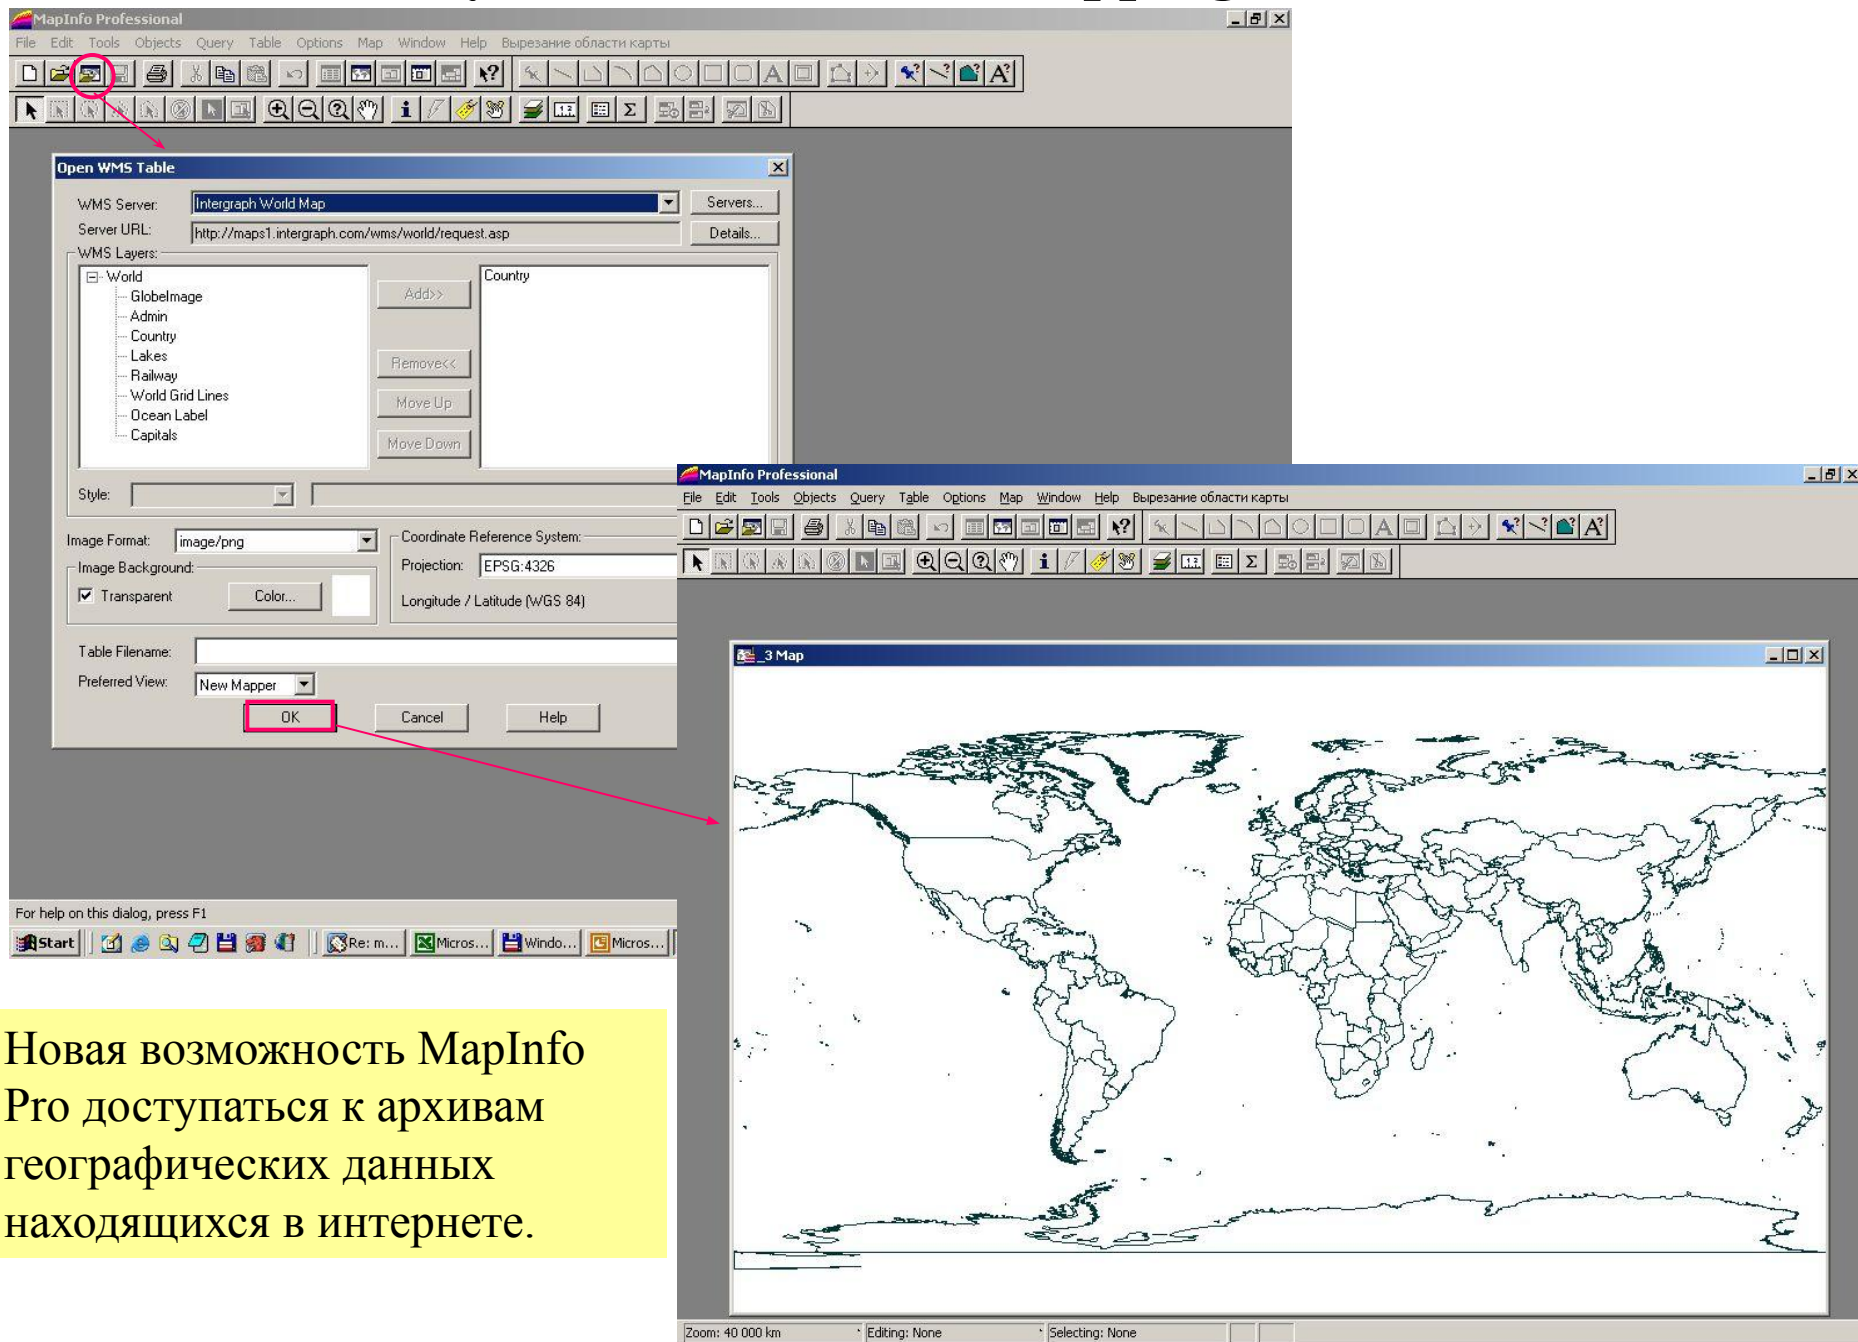 MapInfo Professional
File Edit Tools Objects Query Table Options Map Window Help Вырезание области карты
Open WMS Table
WMS Server: Intergraph World Map Servers...
Server URL: http://maps1.intergraph.com/wms/world/request.asp Details...
WMS Layers:
World
GlobeImage
Admin
Country
Lakes
Railway
World Grid Lines
Ocean Label
Capitals
Add>>
Remove<<
Move Up
Move Down
Country
Style:
Image Format: image/png
Image Background:
Transparent Color...
Coordinate Reference System:
Projection: EPSG:4326
Longitude / Latitude (WGS 84)
Table Filename:
Preferred View: New Mapper
OK Cancel Help
For help on this dialog, press F1
Start Re: m... Micros... Windo... Micros...
MapInfo Professional
File Edit Tools Objects Query Table Options Map Window Help Вырезание области карты
_3 Map
Zoom: 40 000 km Editing: None Selecting: None
Новая возможность MapInfo
Pro доступаться к архивам
географических данных
находящихся в интернете.